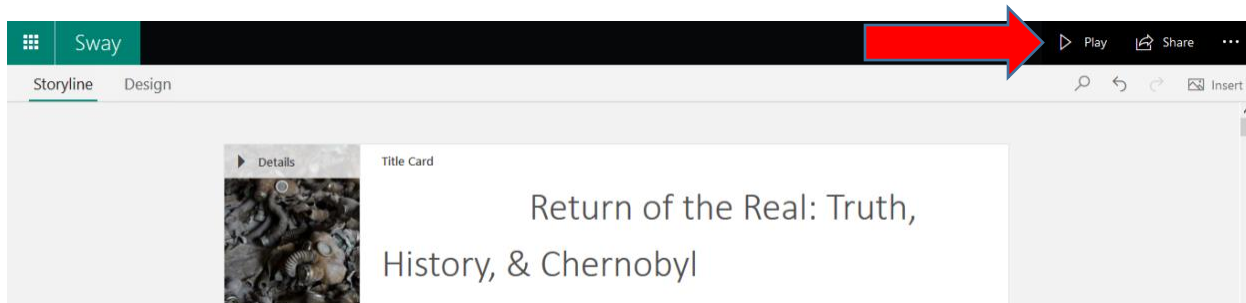 Sway Play Share ...
Storyline Design Insert
Details Title Card
Return of the Real: Truth,
History, & Chernobyl